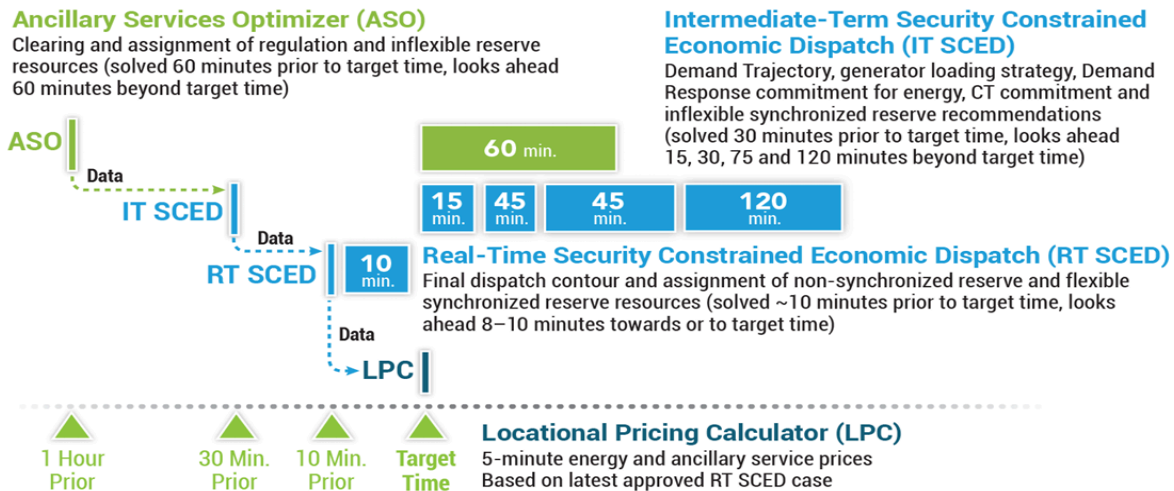 Ancillary Services Optimizer (ASO)
Clearing and assignment of regulation and inflexible reserve
resources (solved 60 minutes prior to target time, looks ahead
60 minutes beyond target time)
Intermediate-Term Security Constrained
Economic Dispatch (IT SCED)
Demand Trajectory, generator loading strategy, Demand
Response commitment for energy, CT commitment and
inflexible synchronized reserve recommendations
(solved 30 minutes prior to target time, looks ahead
15, 30, 75 and 120 minutes beyond target time)
ASO
60 min.
Data
IT SCED
15 min.
45 min.
45 min.
120 min.
Data
RT SCED
10 min.
Real-Time Security Constrained Economic Dispatch (RT SCED)
Final dispatch contour and assignment of non-synchronized reserve and flexible
synchronized reserve resources (solved ~10 minutes prior to target time, looks
ahead 8–10 minutes towards or to target time)
Data
LPC
1 Hour
Prior
30 Min.
Prior
10 Min.
Prior
Target
Time
Locational Pricing Calculator (LPC)
5-minute energy and ancillary service prices
Based on latest approved RT SCED case